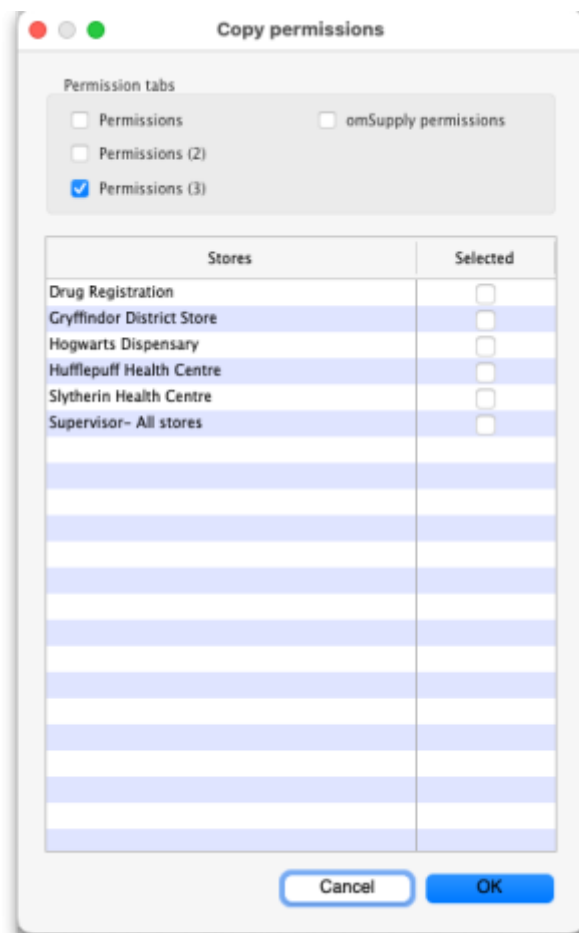 Copy permissions
Permission tabs
Permissions omSupply permissions
Permissions (2)
Permissions (3)
Stores Selected
Drug Registration
Gryffindor District Store
Hogwarts Dispensary
Hufflepuff Health Centre
Slytherin Health Centre
Supervisor- All stores
Cancel OK